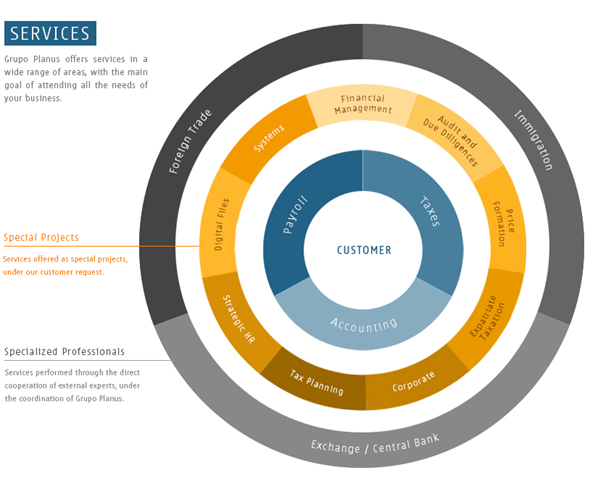 SERVICES
Grupo Planus offers services in a
wide range of areas, with the main
goal of attending all the needs of
your business.
Special Projects
Services offered as special projects,
under our customer request.
Specialized Professionals
Services performed through the direct
cooperation of external experts, under
the coordination of Grupo Planus.
Foreign Trade
Immigration
Exchange / Central Bank
Financial
Management
Audit and
Due Dilligences
Price
Formation
Expatriate
Taxation
Corporate
Tax Planning
Strategic HR
Digital Files
Systems
Payroll
Taxes
Accounting
CUSTOMER